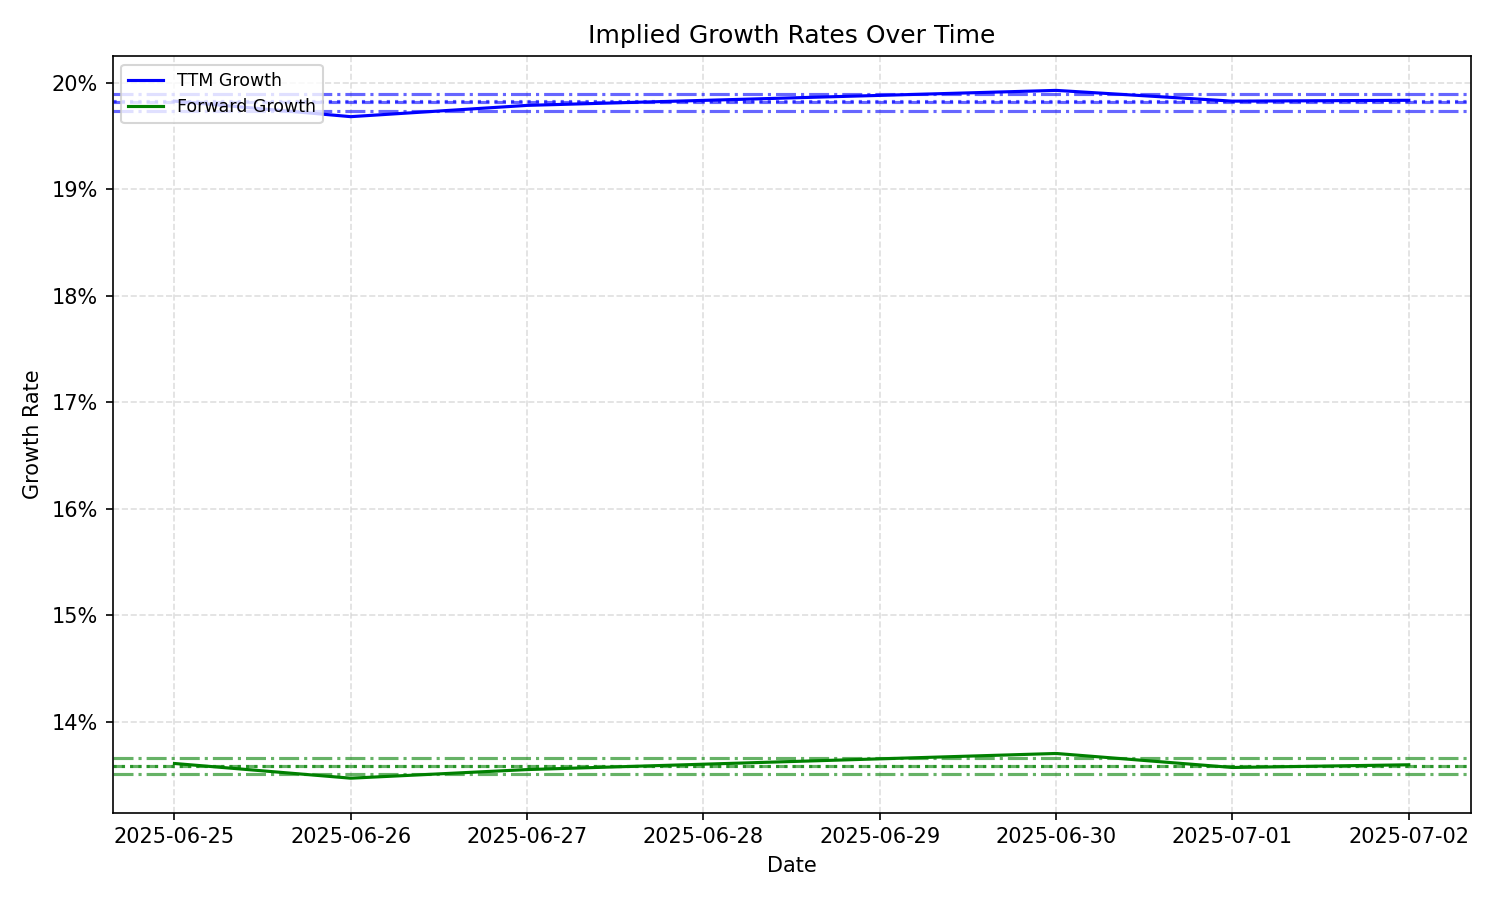 Implied Growth Rates Over Time
TTM Growth
Forward Growth
20%
19%
18%
17%
16%
15%
14%
Growth Rate
2025-06-25 2025-06-26 2025-06-27 2025-06-28 2025-06-29 2025-06-30 2025-07-01 2025-07-02
Date